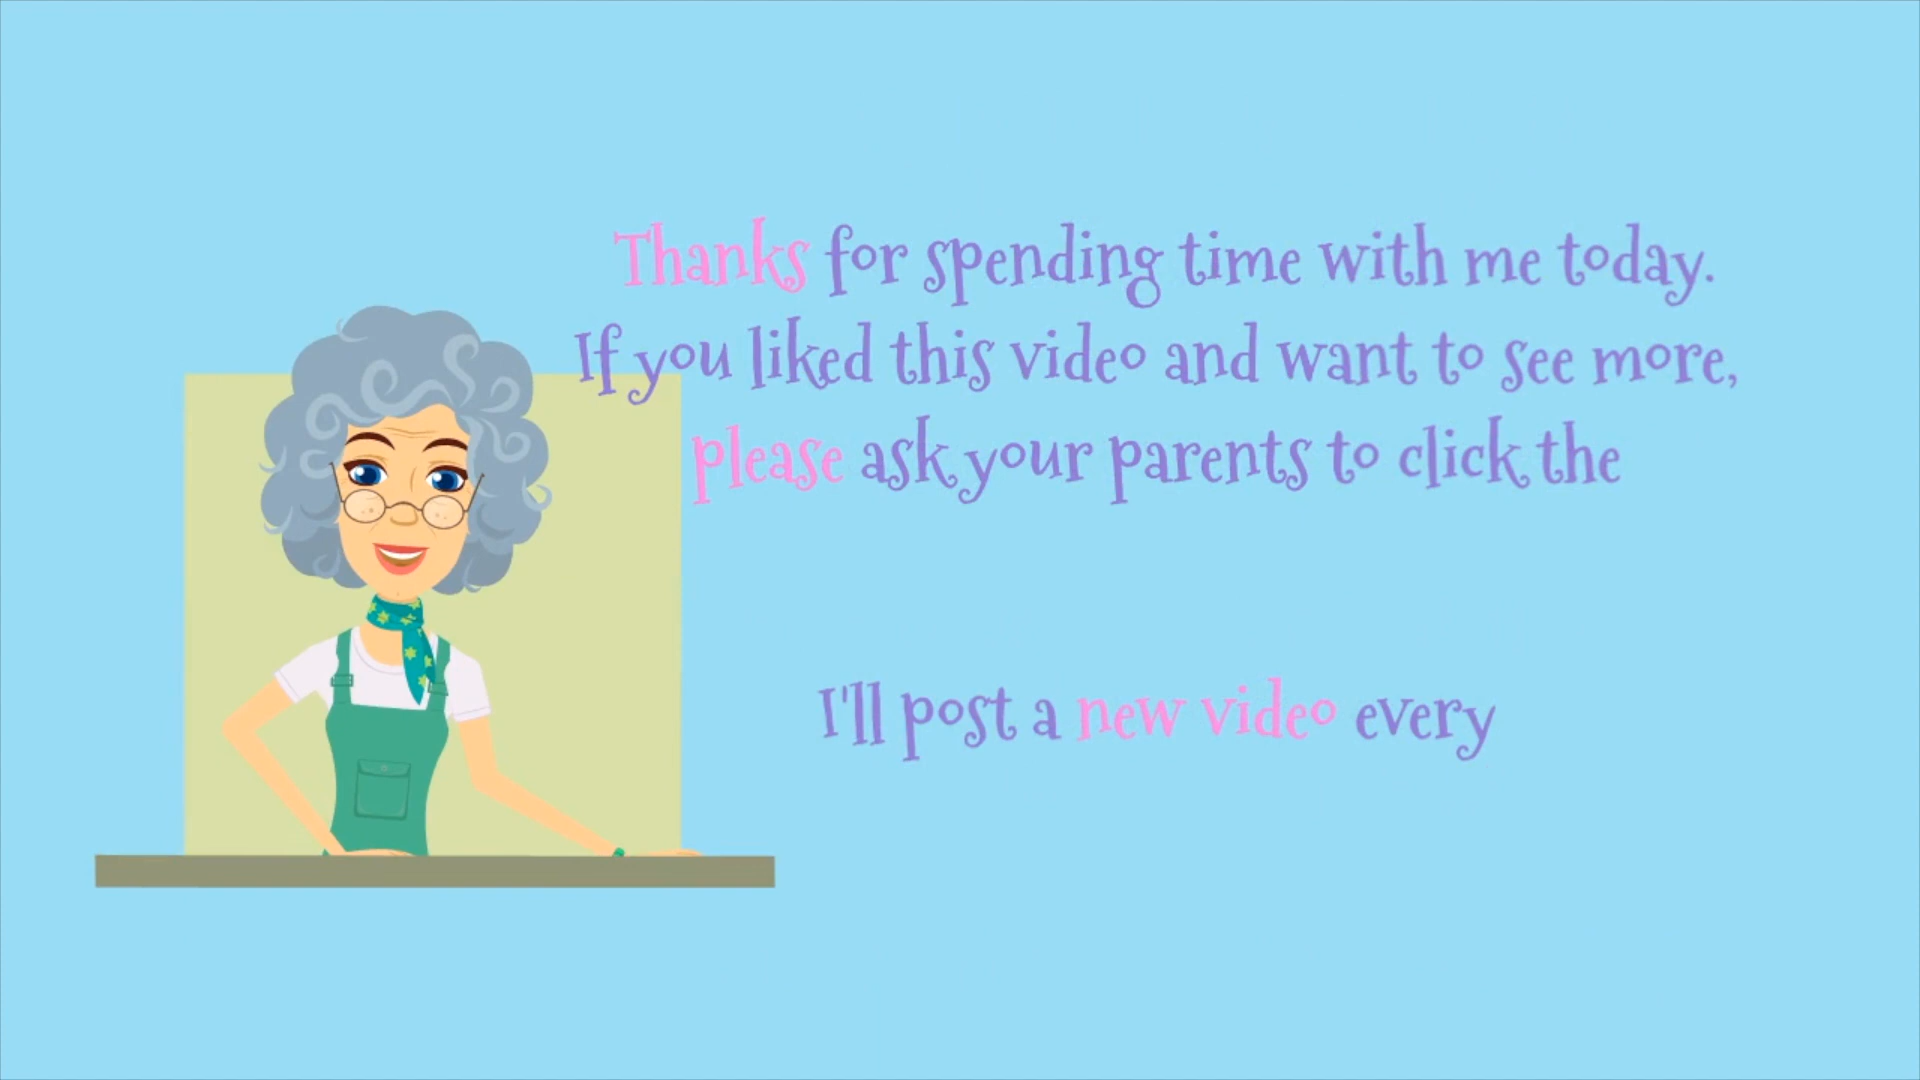 Thanks for spending time with me today.
If you liked this video and want to see more,
please ask your parents to click the
I'll post a new video every